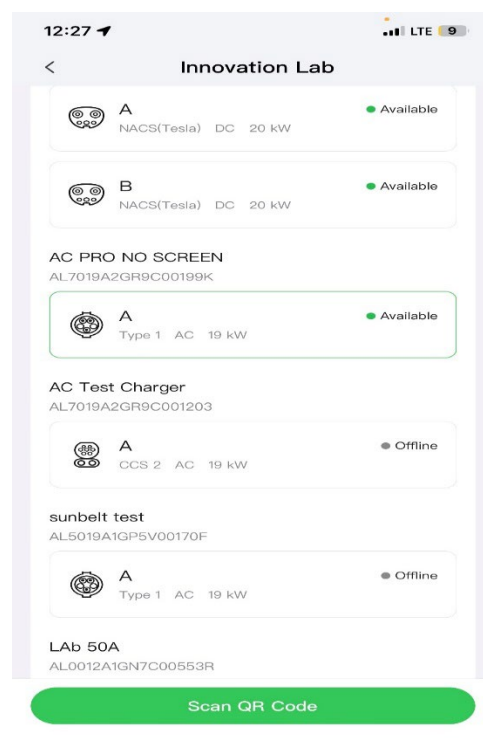 12:27
LTE 9
Innovation Lab
A
Available
NACS(Tesla) DC 20 kW
B
Available
NACS(Tesla) DC 20 kW
AC PRO NO SCREEN
AL7019A2GR9C00199K
A
Available
Type 1 AC 19 kW
AC Test Charger
AL7019A2GR9C001203
A
Offline
CCS 2 AC 19 kW
sunbelt test
AL5019A1GP5V00170F
A
Offline
Type 1 AC 19 kW
LAb 50A
AL0012A1GN7C00553R
Scan QR Code